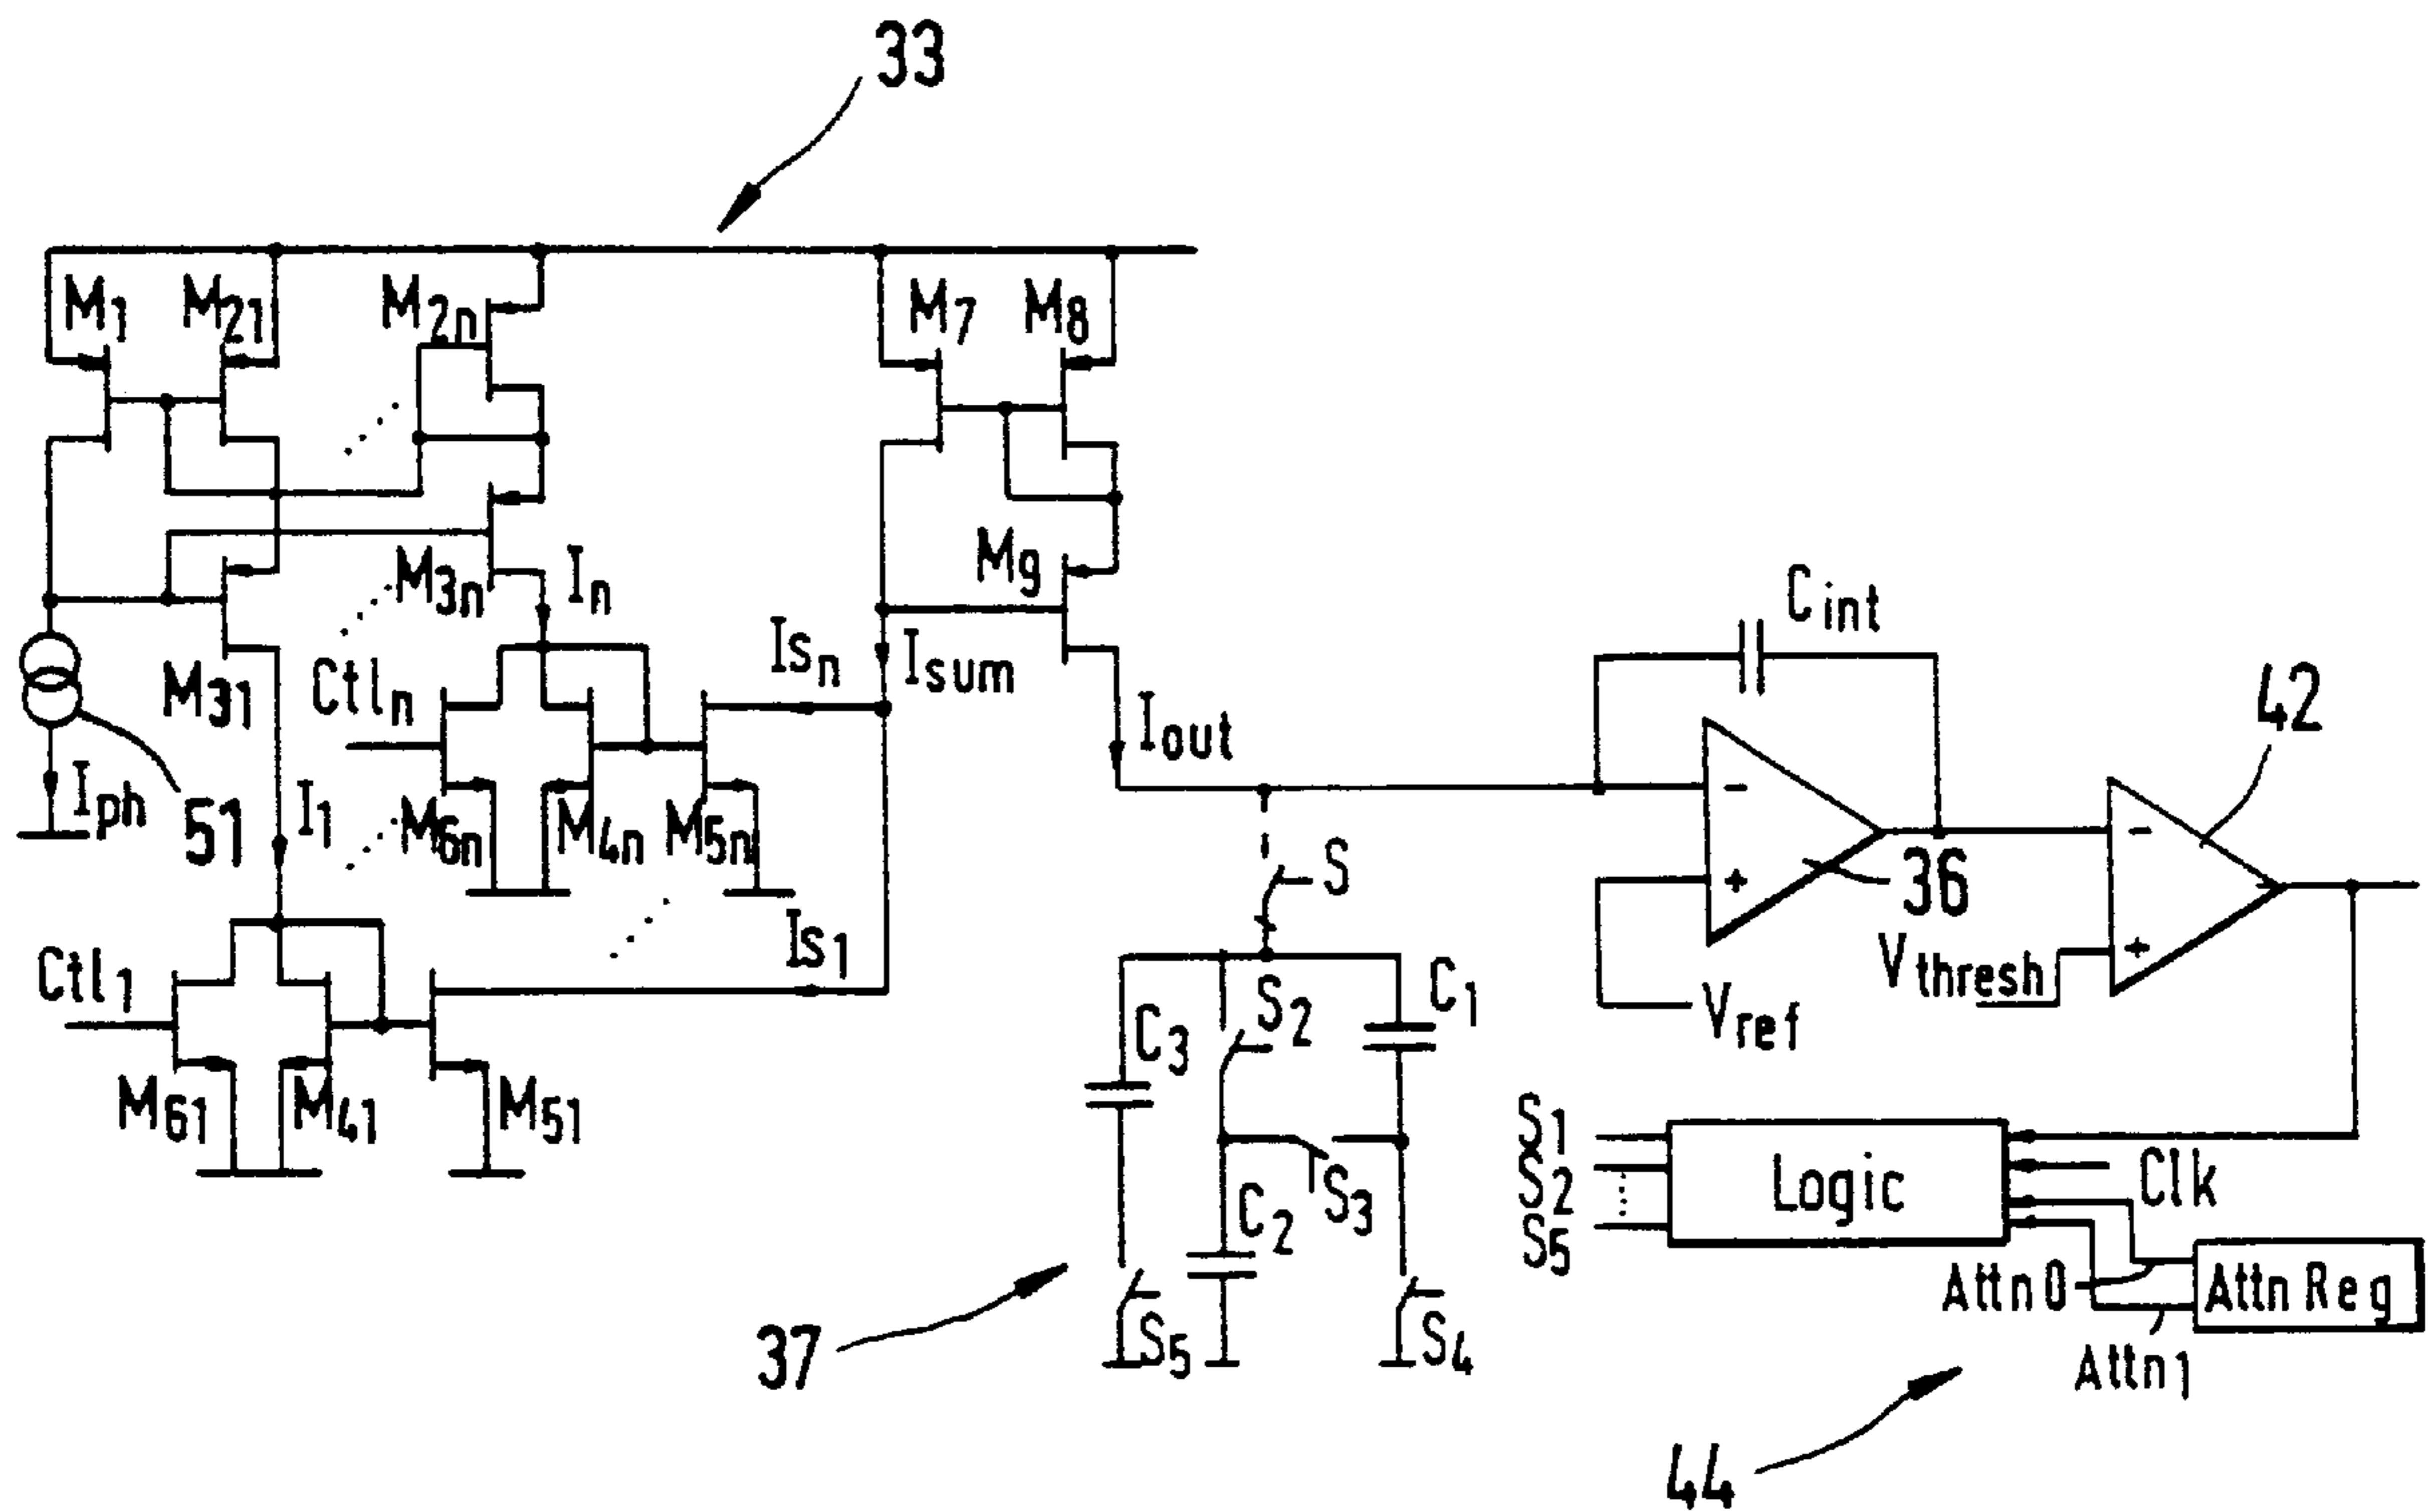 33
M1 M21 M2n M7 M8
M3n In M9
M31 Ctln Isn Isum Cint
Iph 51 I1 M6n M4n M5n Iout 42
S 36
Ctl1 Is1 Vthresh
C3 S2 C1 Vref
M61 M41 M51
S1 Logic
S2 Clk
S5
C2 S3
Attn0 Attn Reg
37 S5 S4 Attn1
44
- + - +